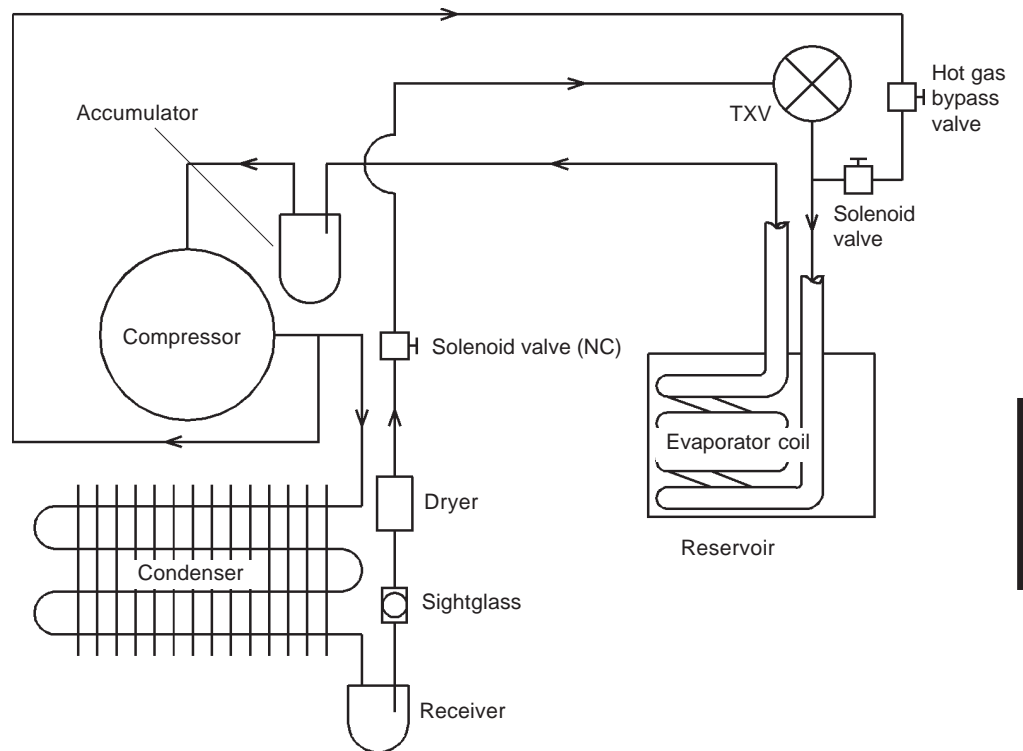 Hot gas
bypass
valve
Accumulator
TXV
Solenoid
valve
Compressor
Solenoid valve (NC)
Evaporator coil
Dryer
Reservoir
Condenser
Sightglass
Receiver